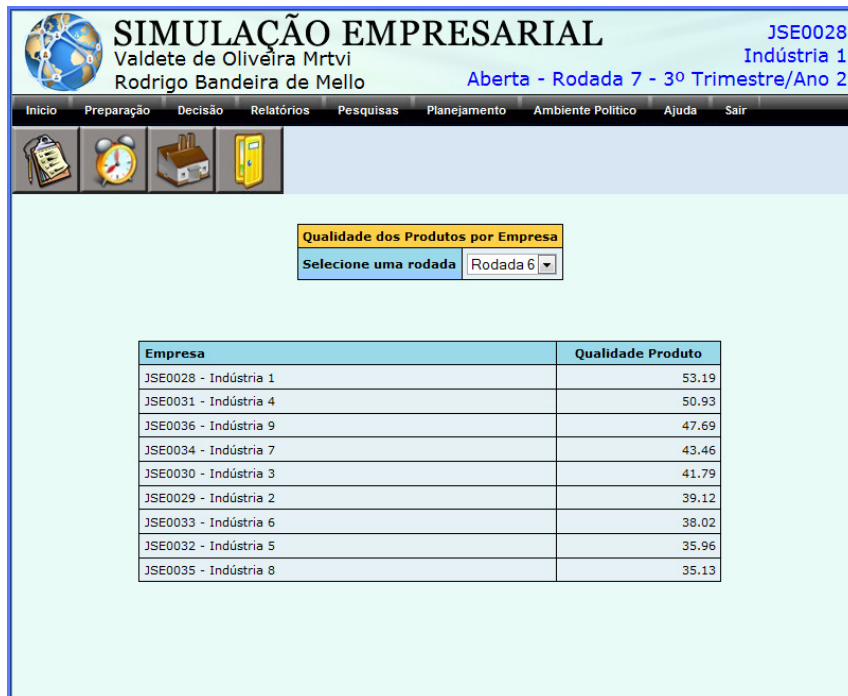 SIMULAÇÃO EMPRESARIAL
JSE0028
Valdete de Oliveira Mrtvi
Indústria 1
Rodrigo Bandeira de Mello
Aberta - Rodada 7 - 3º Trimestre/Ano 2
Inicio Preparação Decisão Relatórios Pesquisas Planejamento Ambiente Politico Ajuda Sair
Qualidade dos Produtos por Empresa
Selecione uma rodada Rodada 6
Empresa Qualidade Produto
JSE0028 - Indústria 1 53.19
JSE0031 - Indústria 4 50.93
JSE0036 - Indústria 9 47.69
JSE0034 - Indústria 7 43.46
JSE0030 - Indústria 3 41.79
JSE0029 - Indústria 2 39.12
JSE0033 - Indústria 6 38.02
JSE0032 - Indústria 5 35.96
JSE0035 - Indústria 8 35.13